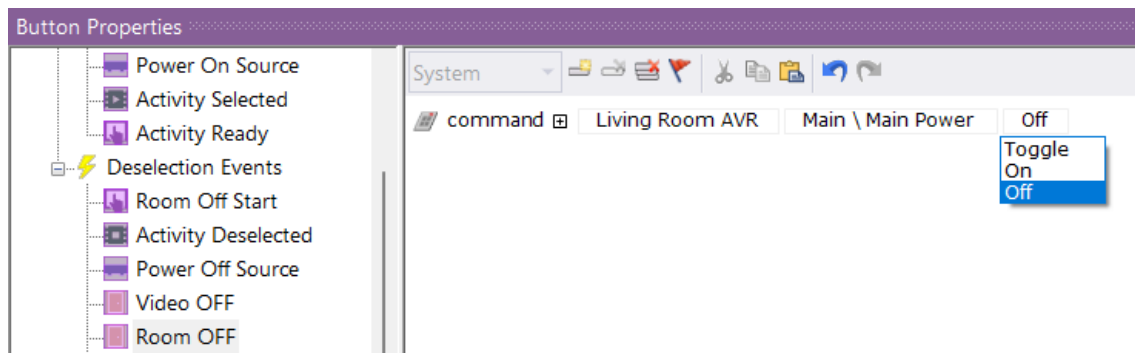 Button Properties
Power On Source
Activity Selected
Activity Ready
Deselection Events
Room Off Start
Activity Deselected
Power Off Source
Video OFF
Room OFF
System
command Living Room AVR Main \ Main Power Off
Toggle
On
Off